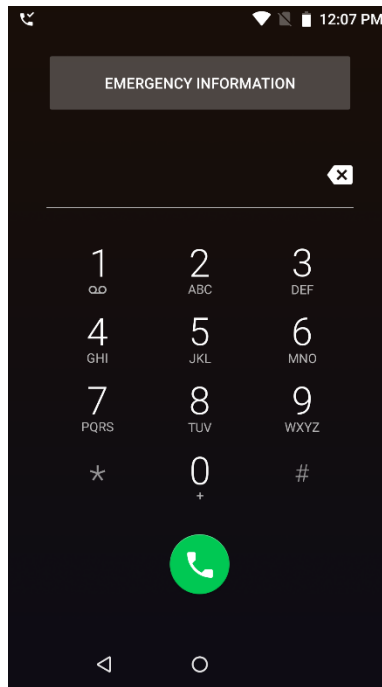 12:07 PM
EMERGENCY INFORMATION
1 2 3
ABC DEF
4 5 6
GHI JKL MNO
7 8 9
PQRS TUV WXYZ
* 0 #
+